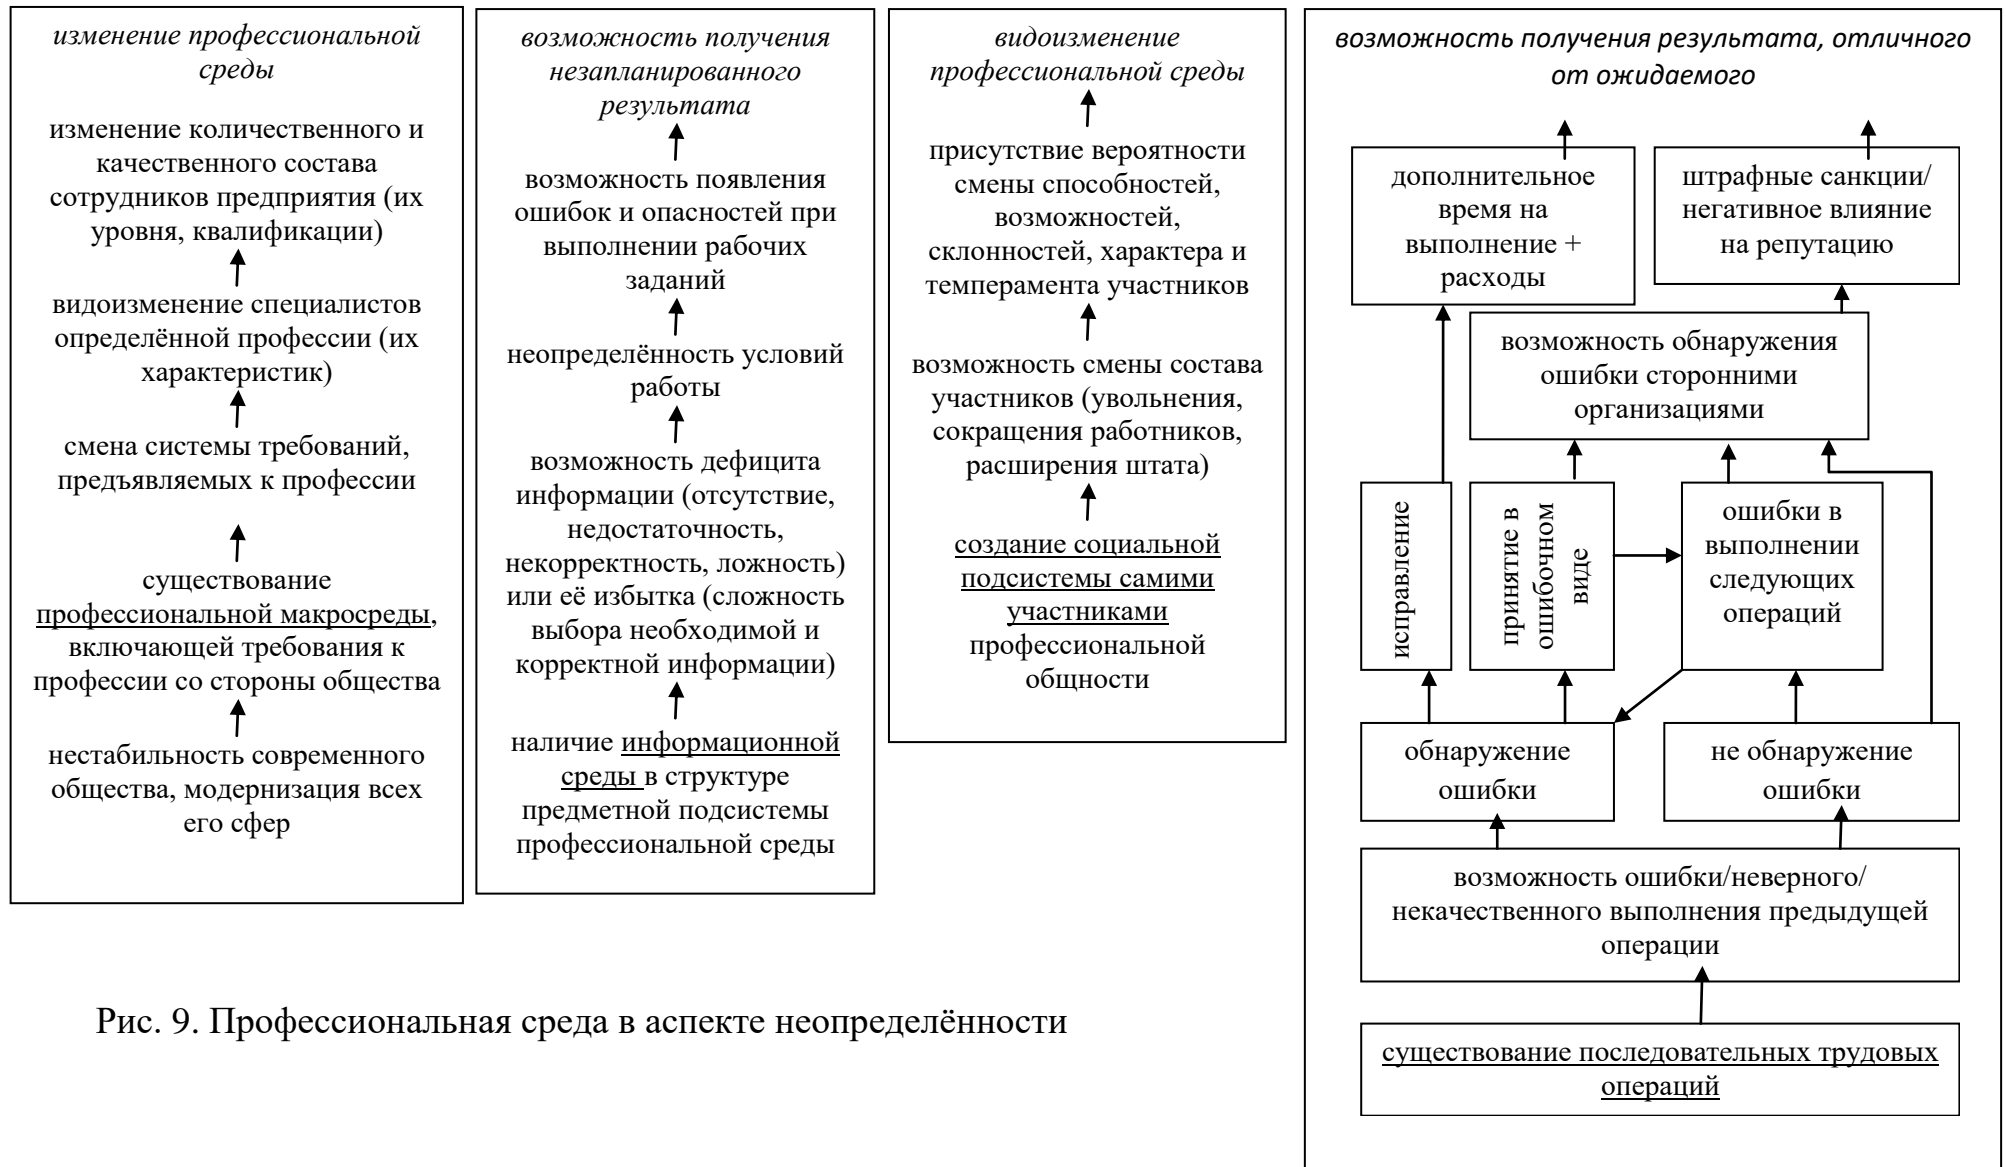 изменение профессиональной
среды
изменение количественного и
качественного состава
сотрудников предприятия (их
уровня, квалификации)
видоизменение специалистов
определённой профессии (их
характеристик)
смена системы требований,
предъявляемых к профессии
существование
профессиональной макросреды,
включающей требования к
профессии со стороны общества
нестабильность современного
общества, модернизация всех
его сфер
возможность получения
незапланированного
результата
возможность появления
ошибок и опасностей при
выполнении рабочих
заданий
неопределённость условий
работы
возможность дефицита
информации (отсутствие,
недостаточность,
некорректность, ложность)
или её избытка (сложность
выбора необходимой и
корректной информации)
наличие информационной
среды в структуре
предметной подсистемы
профессиональной среды
видоизменение
профессиональной среды
присутствие вероятности
смены способностей,
возможностей,
склонностей, характера и
темперамента участников
возможность смены состава
участников (увольнения,
сокращения работников,
расширения штата)
создание социальной
подсистемы самими
участниками
профессиональной
общности
возможность получения результата, отличного
от ожидаемого
дополнительное
время на
выполнение +
расходы
штрафные санкции/
негативное влияние
на репутацию
возможность обнаружения
ошибки сторонними
организациями
исправление
принятие в
ошибочном
виде
ошибки в
выполнении
следующих
операций
обнаружение
ошибки
не обнаружение
ошибки
возможность ошибки/неверного/
некачественного выполнения предыдущей
операции
существование последовательных трудовых
операций
Рис. 9. Профессиональная среда в аспекте неопределённости